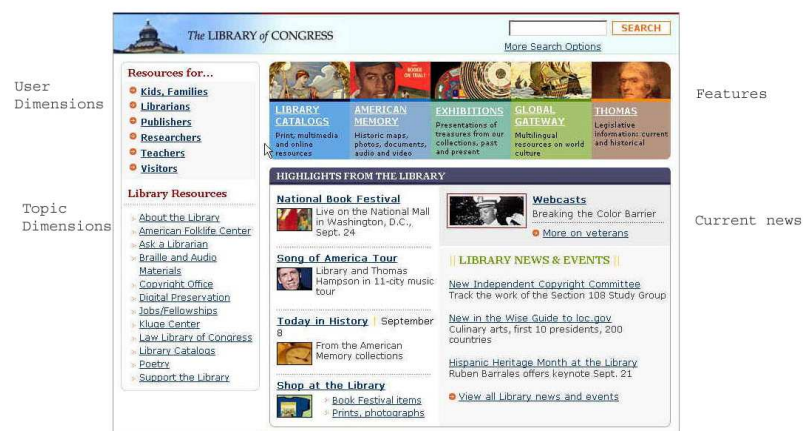 The LIBRARY of CONGRESS
SEARCH
More Search Options
User
Dimensions
Topic
Dimensions
Resources for...
Kids, Families
Librarians
Publishers
Researchers
Teachers
Visitors
Library Resources
About the Library
American Folklife Center
Ask a Librarian
Braille and Audio
Materials
Copyright Office
Digital Preservation
Jobs/Fellowships
Kluge Center
Law Library of Congress
Library Catalogs
Poetry
Support the Library
BOOKS
ON TRIAL!
LIBRARY
CATALOGS
Print, multimedia
and online
resources
AMERICAN
MEMORY
Historic maps,
photos, documents,
audio and video
EXHIBITIONS
Presentations of
treasures from our
collections, past
and present
GLOBAL
GATEWAY
Multilingual
resources on world
culture
THOMAS
Legislative
information: current
and historical
Features
HIGHLIGHTS FROM THE LIBRARY
National Book Festival
Live on the National Mall
in Washington, D.C.,
Sept. 24
Song of America Tour
Library and Thomas
Hampson in 11-city music
tour
Today in History | September
8
From the American
Memory collections
Shop at the Library
Book Festival items
Prints, photographs
Webcasts
Breaking the Color Barrier
More on veterans
LIBRARY NEWS & EVENTS
New Independent Copyright Committee
Track the work of the Section 108 Study Group
New in the Wise Guide to loc.gov
Culinary arts, first 10 presidents, 200
countries
Hispanic Heritage Month at the Library
Ruben Barrales offers keynote Sept. 21
View all Library news and events
Current news